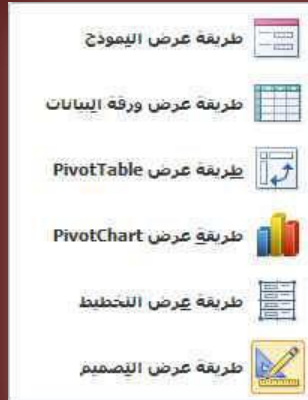 طريقة عرض النموذج
طريقة عرض ورقة البيانات
طريقة عرض PivotTable
طريقة عرض PivotChart
طريقة عرض التخطيط
طريقة عرض التصميم